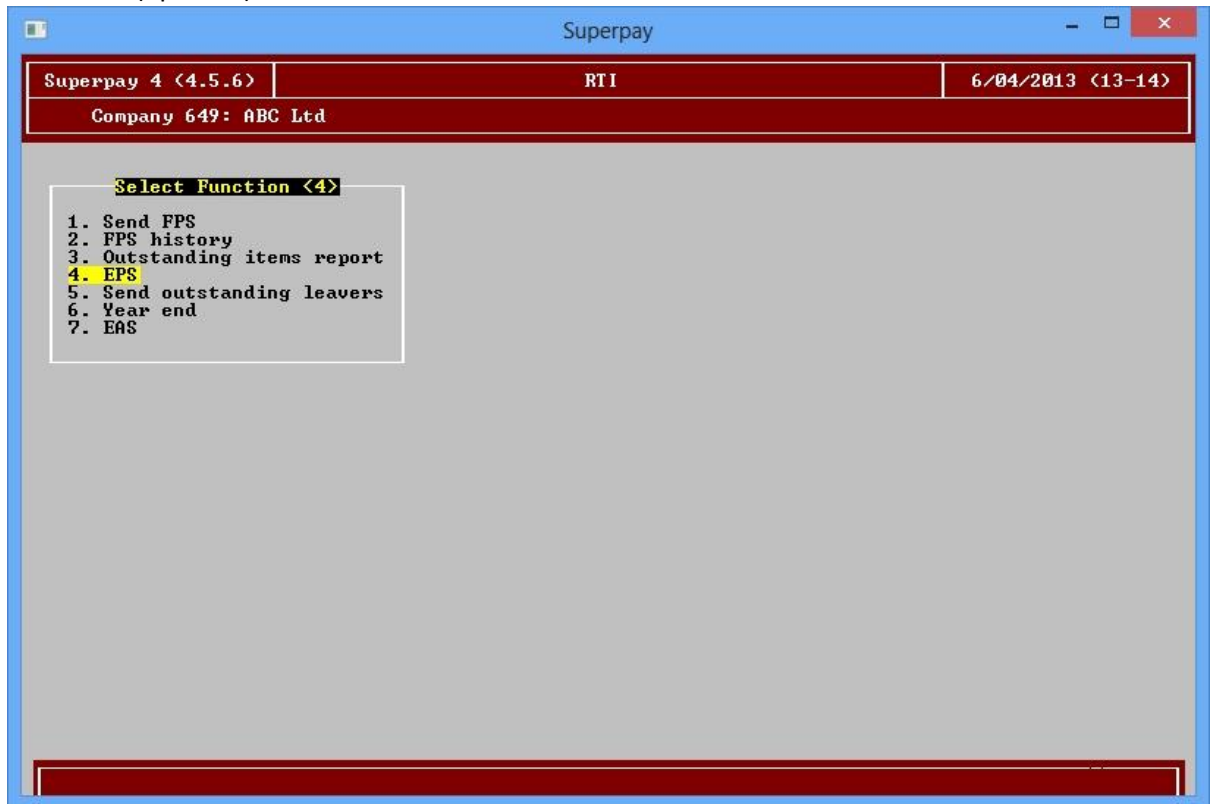 Superpay
Superpay 4 (4.5.6) RTI 6/04/2013 (13-14)
Company 649: ABC Ltd
Select Function <4>
1. Send FPS
2. FPS history
3. Outstanding items report
4. EPS
5. Send outstanding leavers
6. Year end
7. EAS